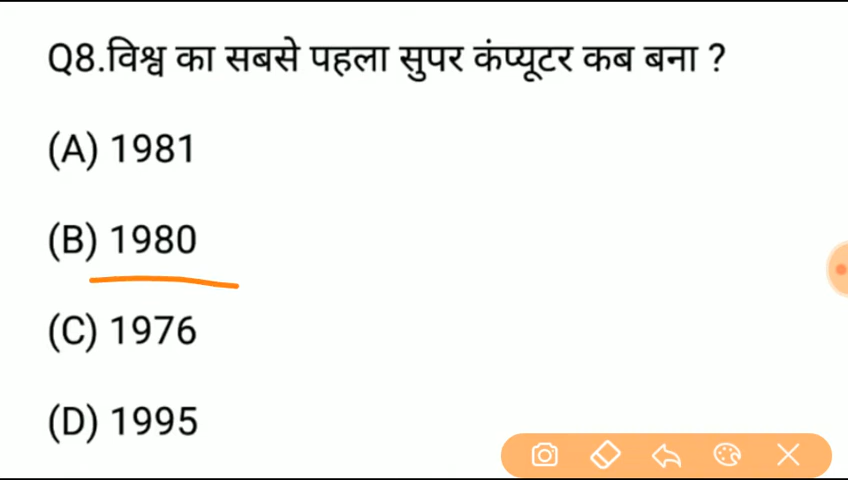 Q8.विश्व का सबसे पहला सुपर कंप्यूटर कब बना ?
(A) 1981
(B) 1980
(C) 1976
(D) 1995